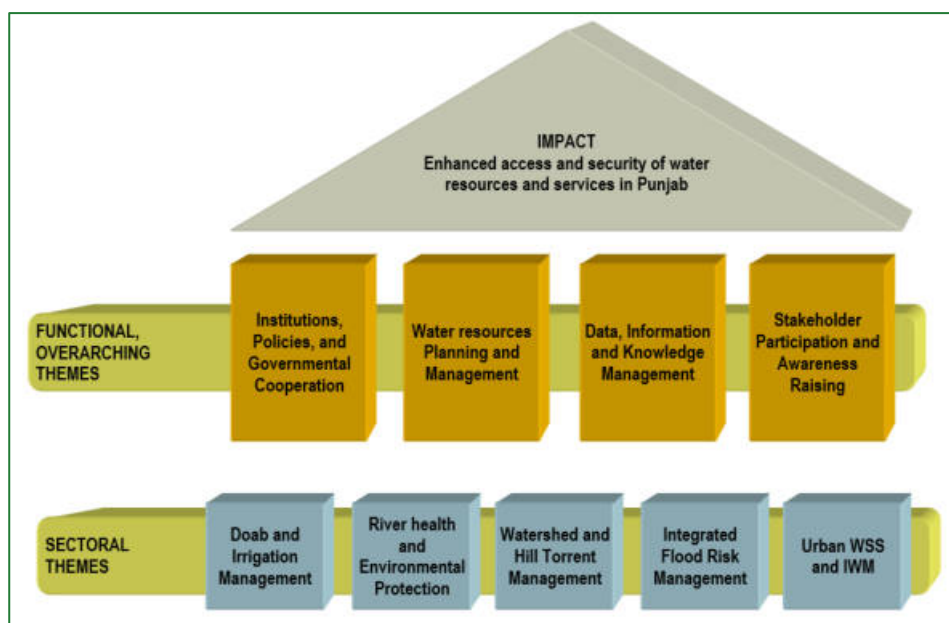 IMPACT
Enhanced access and security of water
resources and services in Punjab
FUNCTIONAL,
OVERARCHING
THEMES
Institutions,
Policies, and
Governmental
Cooperation
Water resources
Planning and
Management
Data, Information
and Knowledge
Management
Stakeholder
Participation and
Awareness
Raising
SECTORAL
THEMES
Doab and
Irrigation
Management
River health
and
Environmental
Protection
Watershed and
Hill Torrent
Management
Integrated
Flood Risk
Management
Urban WSS
and IWM